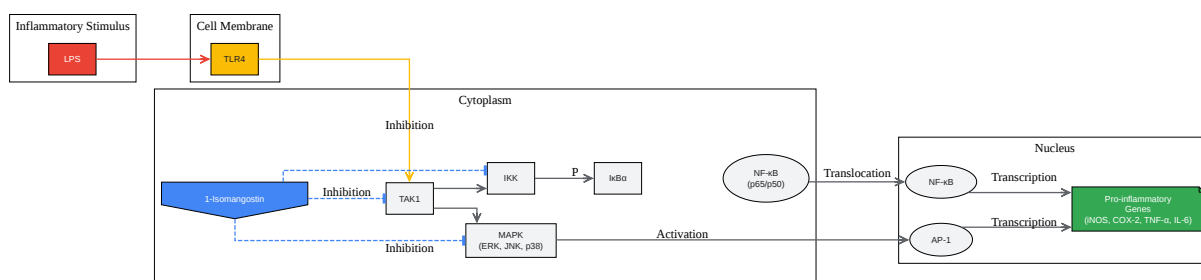 Inflammatory Stimulus
LPS
Cell Membrane
TLR4
Cytoplasm
Inhibition
1-Isomangostin
Inhibition
TAK1
IKK
P
IκBα
MAPK
(ERK, JNK, p38)
Inhibition
NF-κB
(p65/p50)
Translocation
Activation
Nucleus
NF-κB
AP-1
Transcription
Transcription
Pro-inflammatory
Genes
(iNOS, COX-2, TNF-α, IL-6)